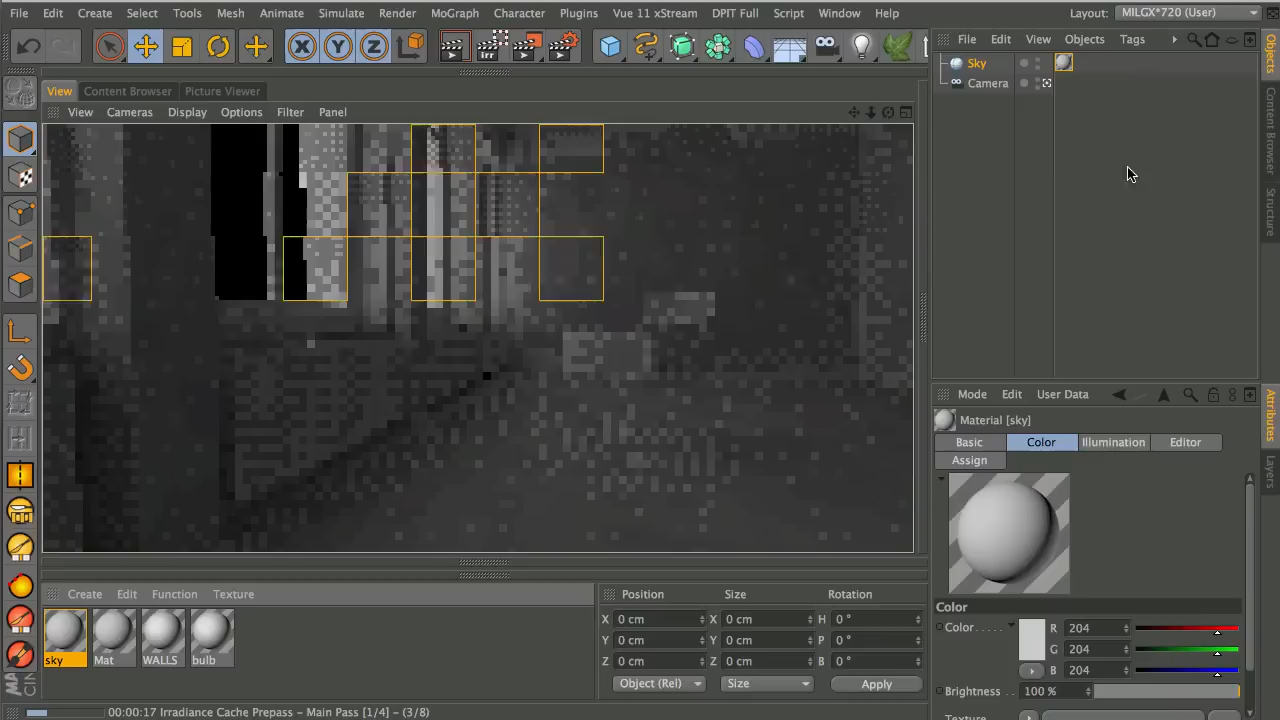 File Edit Create Select Tools Mesh Animate Simulate Render MoGraph Character Plugins Vue 11 xStream DPIT Full Script Window Help Layout: MILGX*720 (User)
X Y Z Irr
File Edit View Objects Tags
View Content Browser Picture Viewer
View Cameras Display Options Filter Panel
Sky
Camera
Objects
Content Browser
Structure
Mode Edit User Data
Material [sky]
Basic Color Illumination Editor
Assign
Attributes
Layers
Color
Color R 204
G 204
B 204
Brightness 100 %
Texture
Create Edit Function Texture
sky Mat WALLS bulb
Position Size Rotation
X 0 cm X 0 cm H 0 °
Y 0 cm Y 0 cm P 0 °
Z 0 cm Z 0 cm B 0 °
Object (Rel) Size Apply
00:00:17 Irradiance Cache Prepass - Main Pass [1/4] - (3/8)